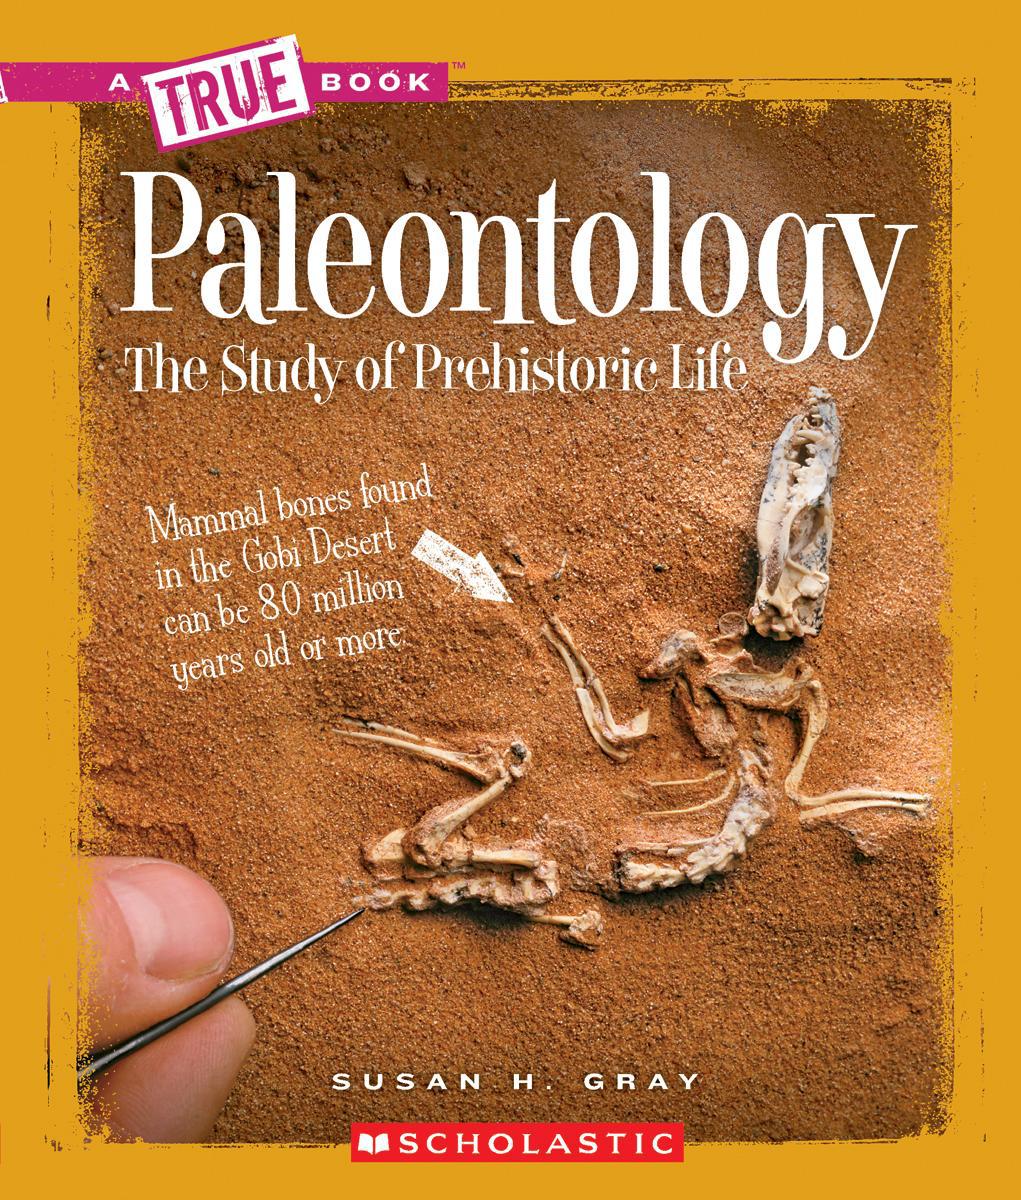 A TRUE BOOK™
Paleontology
The Study of Prehistoric Life
Mammal bones found
in the Gobi Desert
can be 80 million
years old or more.
SUSAN H. GRAY
SCHOLASTIC